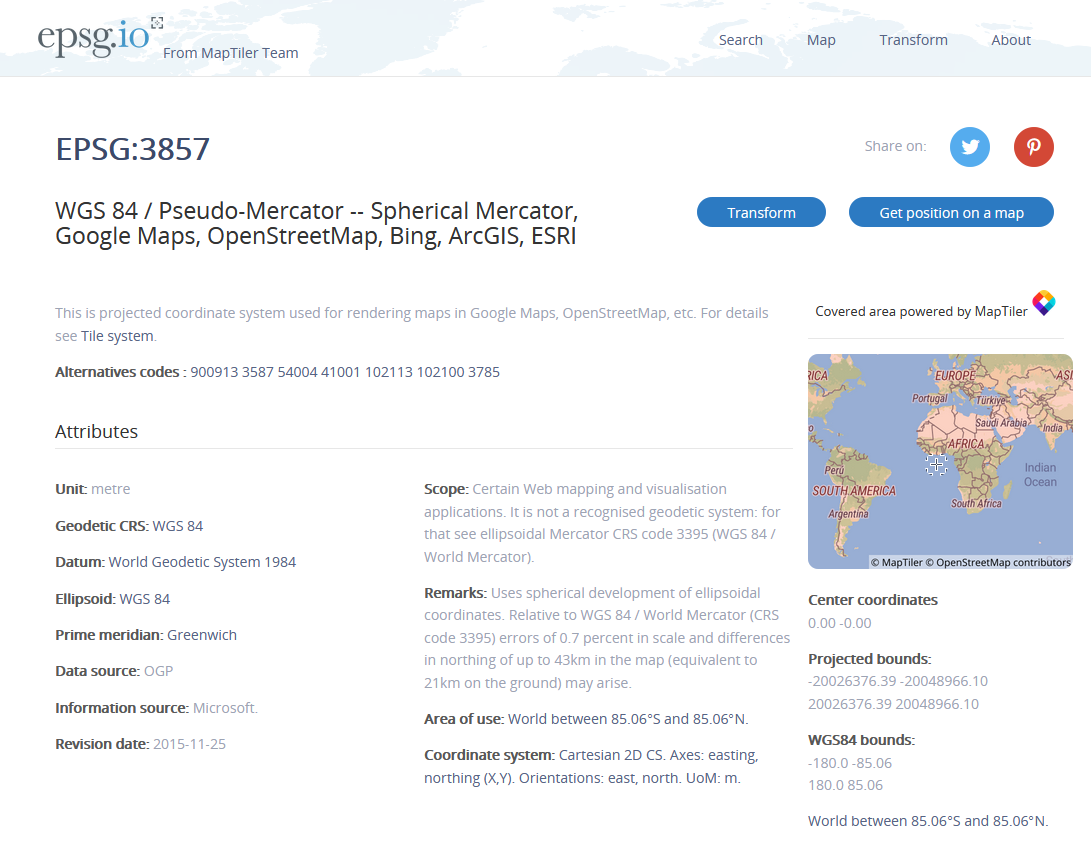 epsg.io
From MapTiler Team
Search
Map
Transform
About
EPSG:3857
Share on:
WGS 84 / Pseudo-Mercator -- Spherical Mercator,
Google Maps, OpenStreetMap, Bing, ArcGIS, ESRI
Transform
Get position on a map
This is projected coordinate system used for rendering maps in Google Maps, OpenStreetMap, etc. For details
see Tile system.
Alternatives codes : 900913 3587 54004 41001 102113 102100 3785
Attributes
Unit: metre
Geodetic CRS: WGS 84
Datum: World Geodetic System 1984
Ellipsoid: WGS 84
Prime meridian: Greenwich
Data source: OGP
Information source: Microsoft.
Revision date: 2015-11-25
Scope: Certain Web mapping and visualisation
applications. It is not a recognised geodetic system: for
that see ellipsoidal Mercator CRS code 3395 (WGS 84 /
World Mercator).
Remarks: Uses spherical development of ellipsoidal
coordinates. Relative to WGS 84 / World Mercator (CRS
code 3395) errors of 0.7 percent in scale and differences
in northing of up to 43km in the map (equivalent to
21km on the ground) may arise.
Area of use: World between 85.06°S and 85.06°N.
Coordinate system: Cartesian 2D CS. Axes: easting,
northing (X,Y). Orientations: east, north. UoM: m.
Covered area powered by MapTiler
RICA
EUROPE
ASI
Portugal
Türkiye
Saudi Arabia
India
AFRICA
Perú
SOUTH AMERICA
Indian
Ocean
Argentina
South Africa
© MapTiler © OpenStreetMap contributors
Center coordinates
0.00 -0.00
Projected bounds:
-20026376.39 -20048966.10
20026376.39 20048966.10
WGS84 bounds:
-180.0 -85.06
180.0 85.06
World between 85.06°S and 85.06°N.